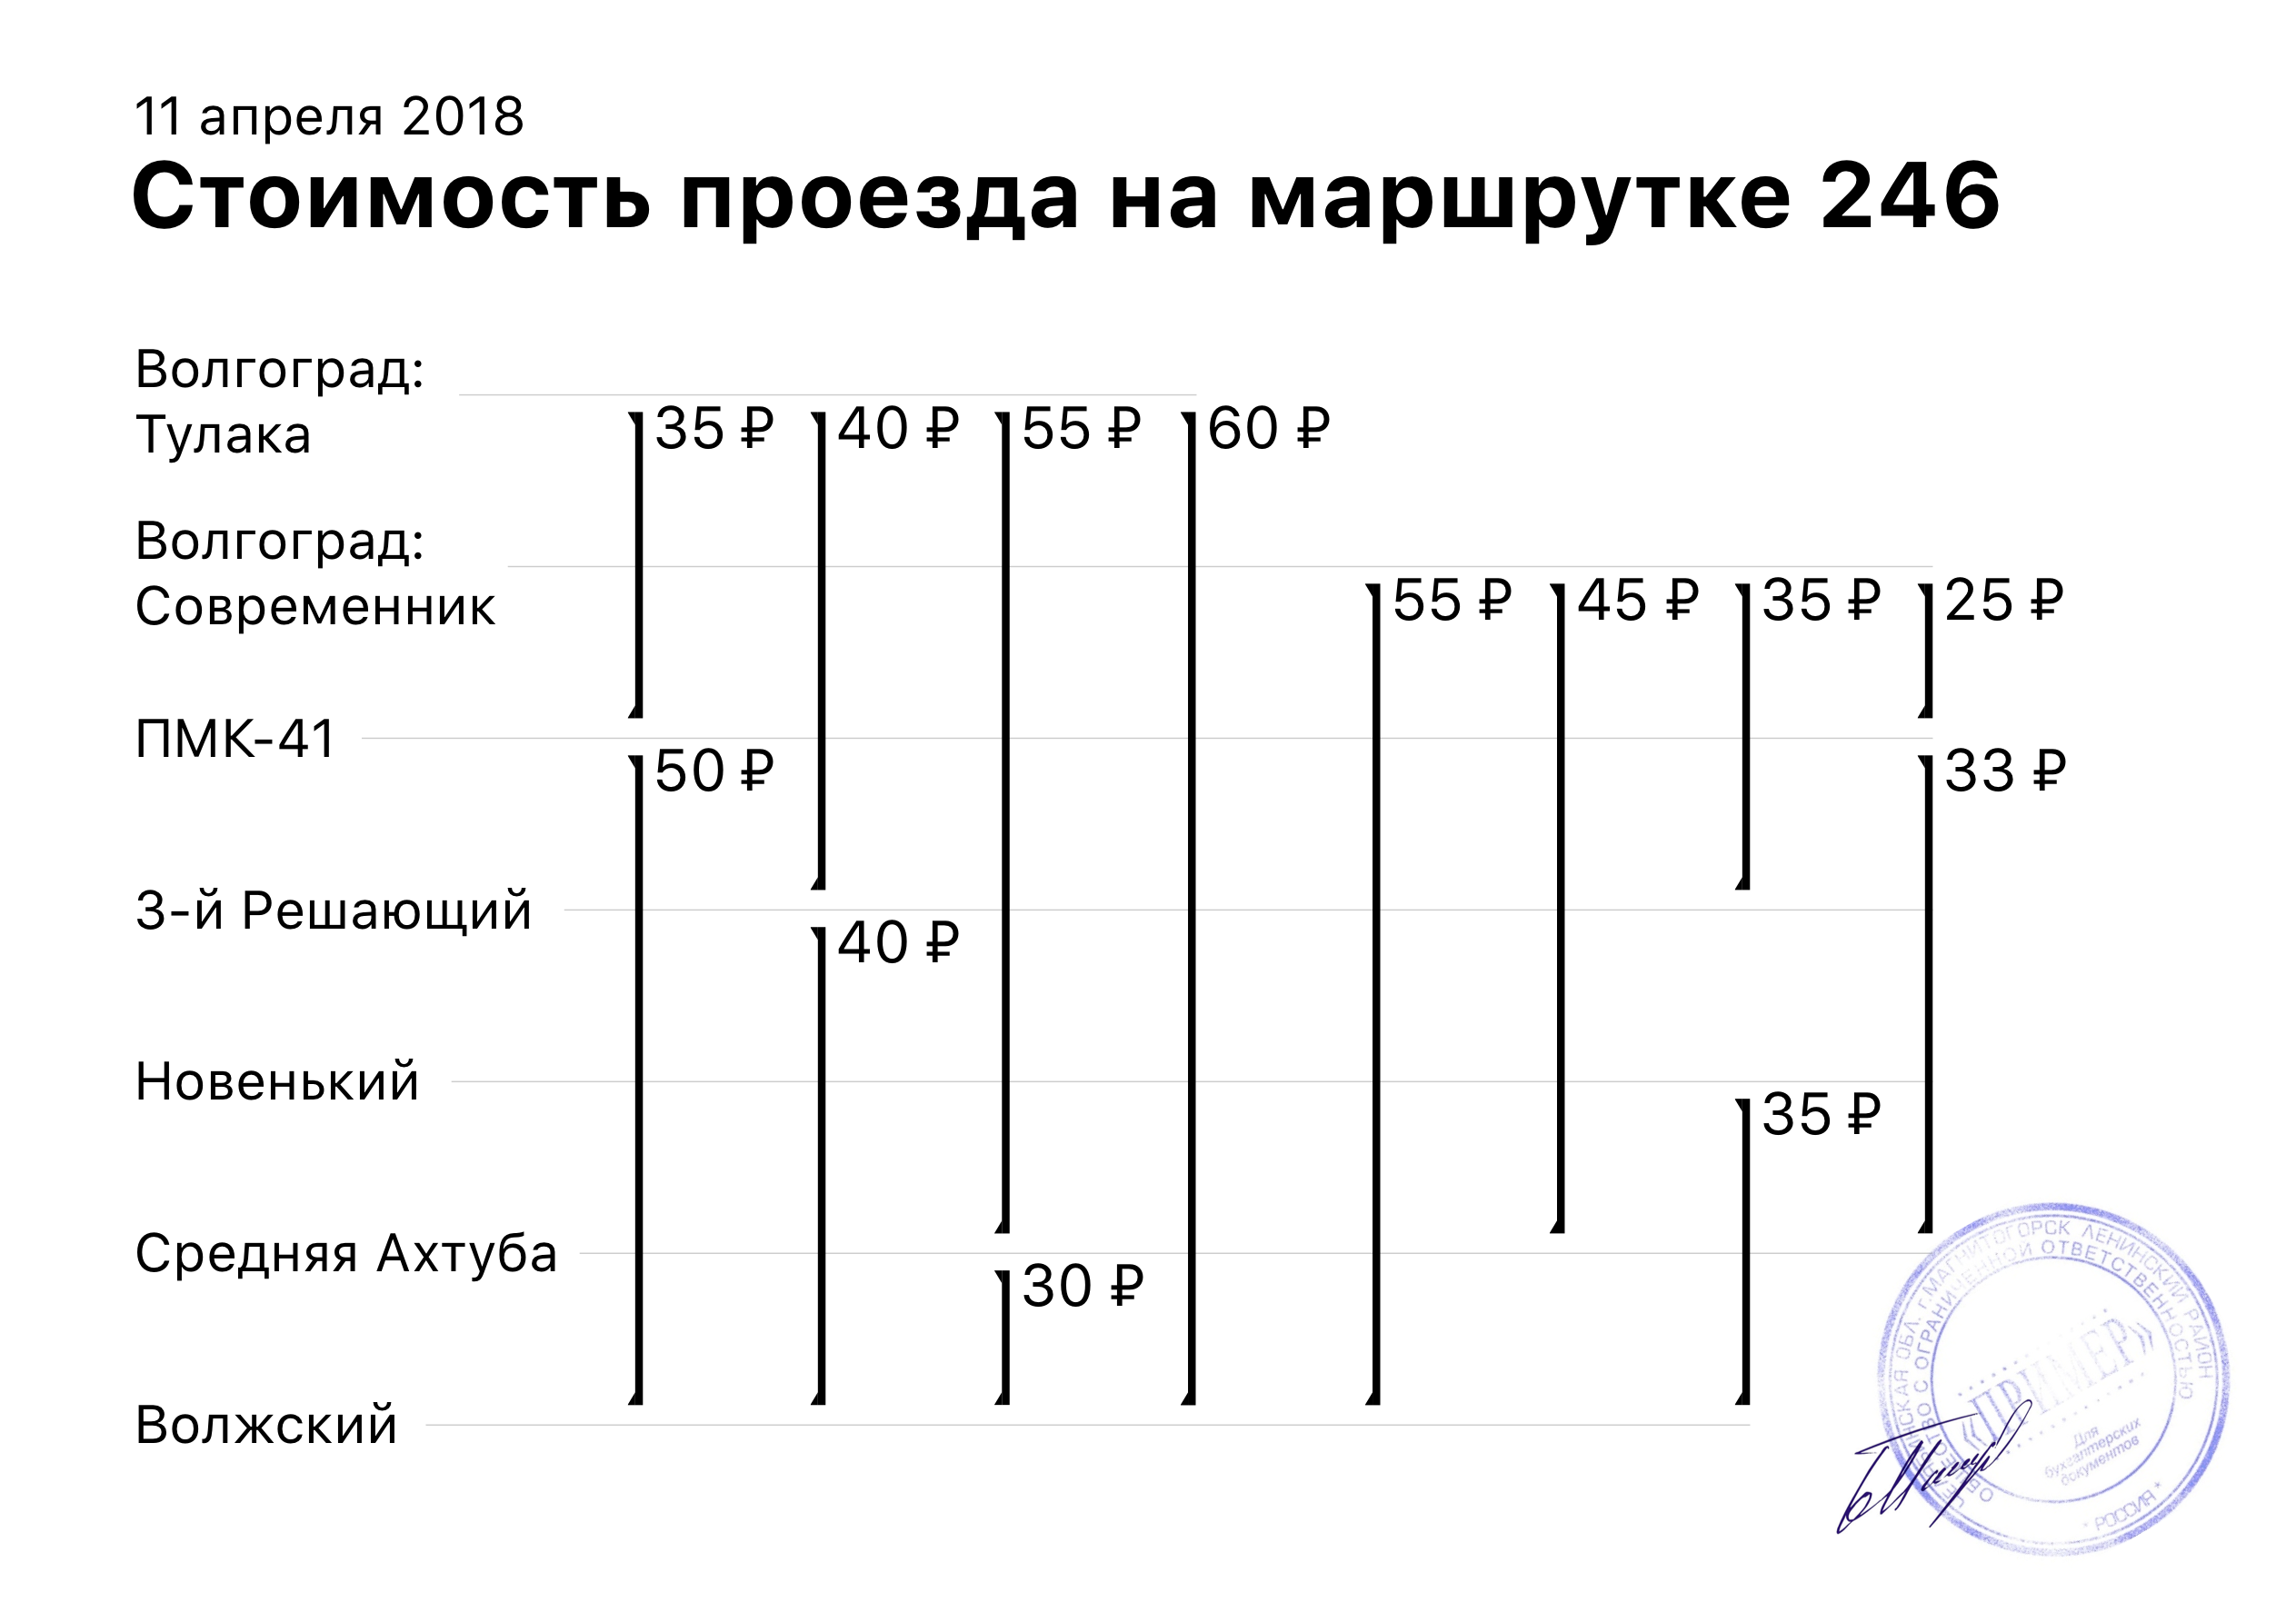 11 апреля 2018
Стоимость проезда на маршрутке 246
Волгоград:
Тулака
35 ₽ 40 ₽ 55 ₽ 60 ₽
Волгоград:
Современник
55 ₽ 45 ₽ 35 ₽ 25 ₽
ПМК-41
50 ₽ 33 ₽
3-й Решающий
40 ₽
Новенький
35 ₽
Средняя Ахтуба
30 ₽
Волжский
ОБЛ. г.МАГНИТОГОРСК ЛЕНИНСКИЙ РАЙОН
ОБЩЕСТВО С ОГРАНИЧЕННОЙ ОТВЕТСТВЕННОСТЬЮ
«ПРИМЕР»
Для
бухгалтерских
документов
* РОССИЯ *